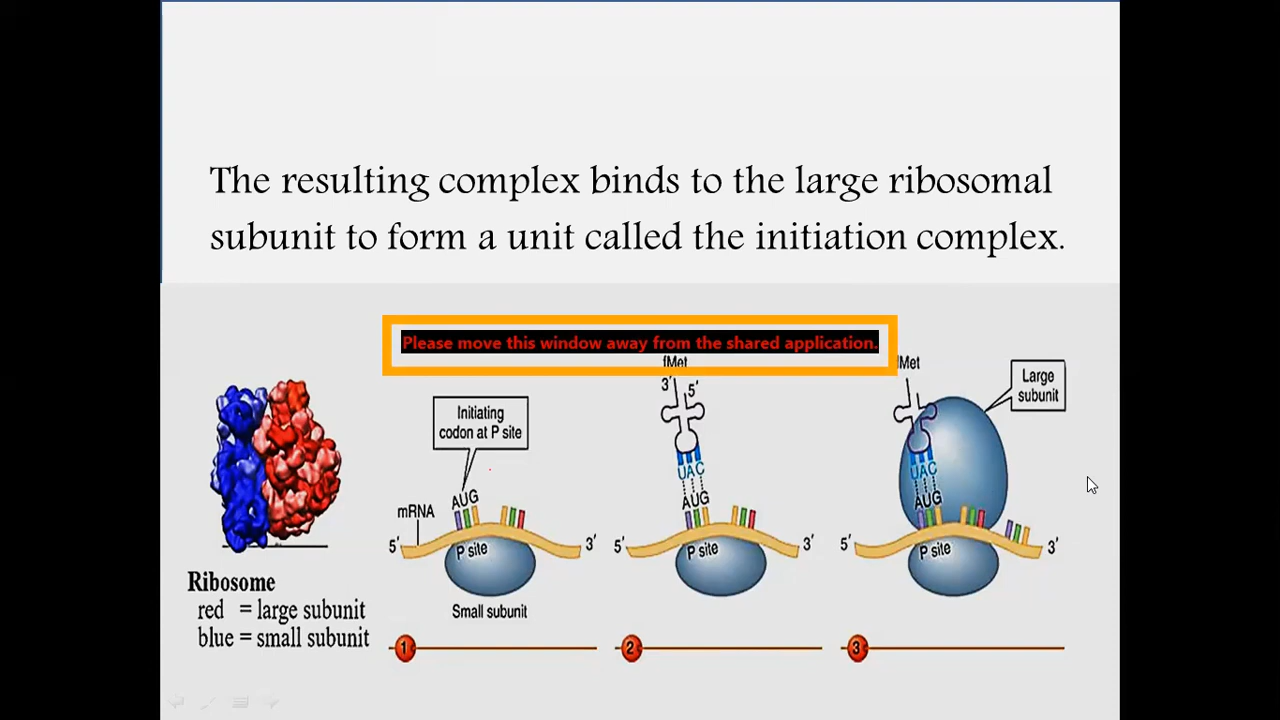 The resulting complex binds to the large ribosomal
subunit to form a unit called the initiation complex.
Please move this window away from the shared application.
fMet
3' 5'
fMet
Large
subunit
Initiating
codon at P site
UAC
UAC
AUG
AUG
AUG
mRNA
5'
P site
3'
5'
P site
3'
5'
P site
3'
Small subunit
Ribosome
red = large subunit
blue = small subunit
1
2
3